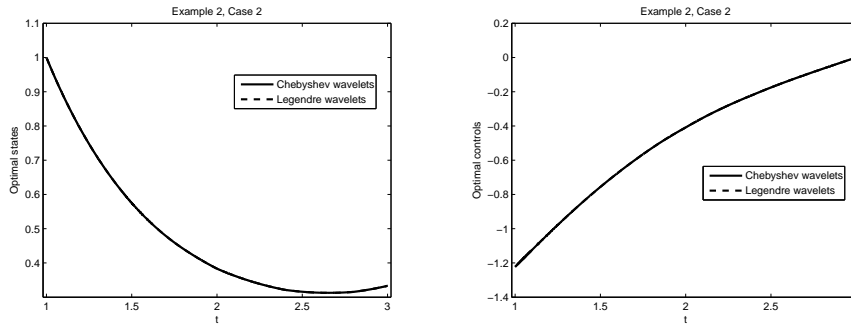 Example 2, Case 2
1.1
1
0.9
0.8
0.7
0.6
0.5
0.4
Optimal states
Chebyshev wavelets
Legendre wavelets
1 1.5 2 2.5 3
t
Example 2, Case 2
0.2
0
−0.2
−0.4
−0.6
−0.8
−1
−1.2
−1.4
Optimal controls
Chebyshev wavelets
Legendre wavelets
1 1.5 2 2.5
t